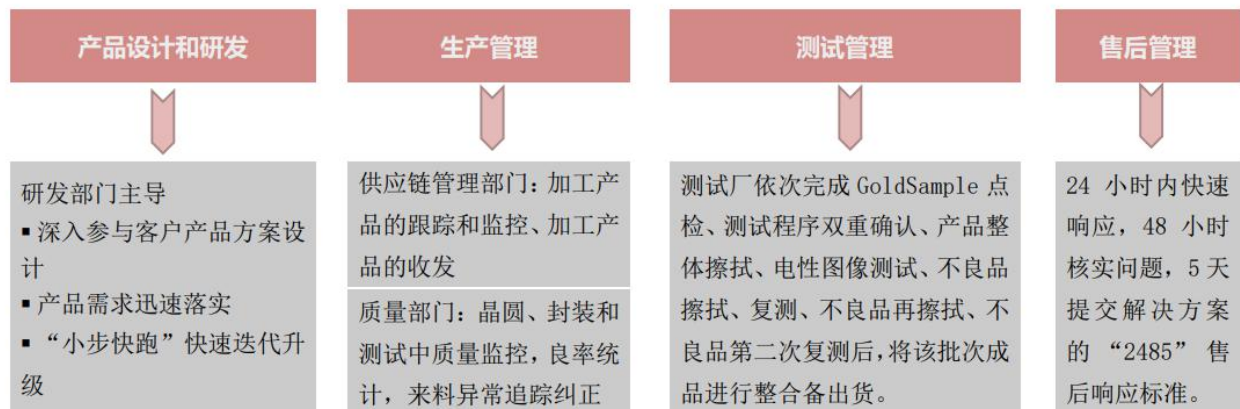 产品设计和研发
研发部门主导
▪深入参与客户产品方案设
计
▪产品需求迅速落实
▪“小步快跑”快速迭代升
级
生产管理
供应链管理部门：加工产
品的跟踪和监控、加工产
品的收发
质量部门：晶圆、封装和
测试中质量监控，良率统
计，来料异常追踪纠正
测试管理
测试厂依次完成 GoldSample 点
检、测试程序双重确认、产品整
体擦拭、电性图像测试、不良品
擦拭、复测、不良品再擦拭、不
良品第二次复测后，将该批次成
品进行整合备出货。
售后管理
24 小时内快速
响应，48 小时
核实问题，5 天
提交解决方案
的“2485”售
后响应标准。